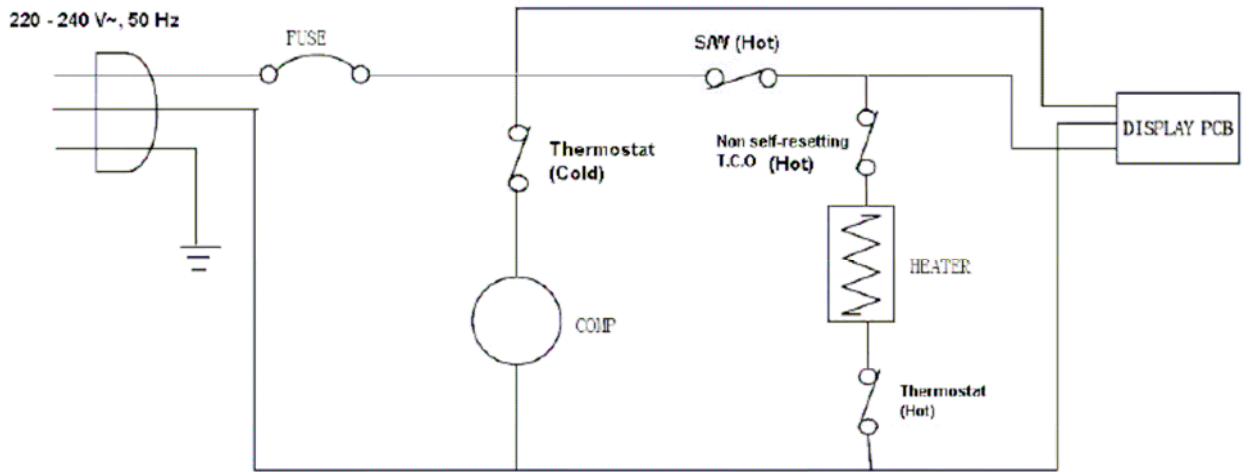 220 - 240 V~, 50 Hz
FUSE
S/W (Hot)
DISPLAY PCB
Thermostat
(Cold)
Non self-resetting
T.C.O (Hot)
HEATER
COMP
Thermostat
(Hot)